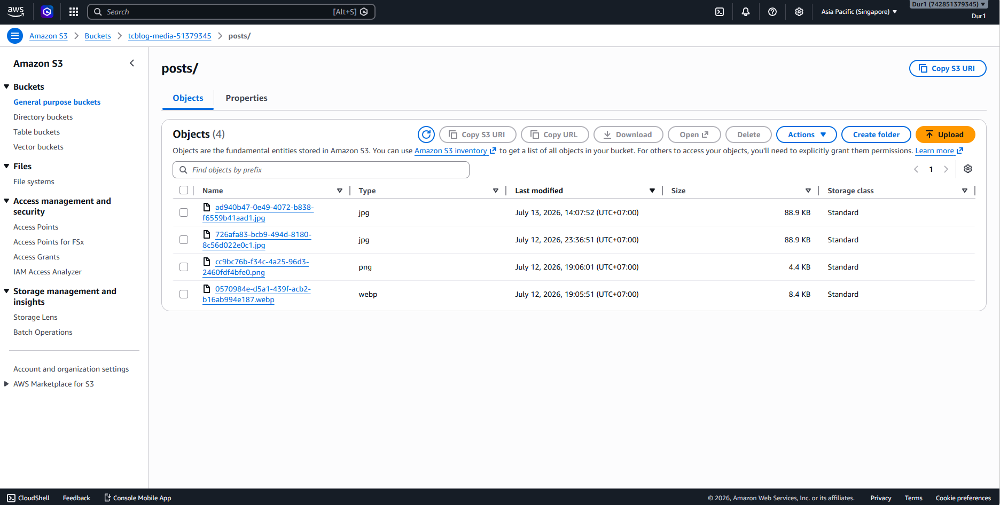 aws
Search [Alt+S]
Asia Pacific (Singapore)
Dur1 (742851379345)
Dur1
Amazon S3 > Buckets > tcblog-media-51379345 > posts/
Amazon S3
Buckets
General purpose buckets
Directory buckets
Table buckets
Vector buckets
Files
File systems
Access management and
security
Access Points
Access Points for FSx
Access Grants
IAM Access Analyzer
Storage management and
insights
Storage Lens
Batch Operations
Account and organization settings
AWS Marketplace for S3
posts/
Copy S3 URI
Objects Properties
Objects (4)
Copy S3 URI Copy URL Download Open Delete Actions Create folder Upload
Objects are the fundamental entities stored in Amazon S3. You can use Amazon S3 inventory to get a list of all objects in your bucket. For others to access your objects, you'll need to explicitly grant them permissions. Learn more
Find objects by prefix
1
Name Type Last modified Size Storage class
ad940b47-0e49-4072-b838-
f6559b41aad1.jpg
jpg July 13, 2026, 14:07:52 (UTC+07:00) 88.9 KB Standard
726afa83-bcb9-494d-8180-
8c56d022e0c1.jpg
jpg July 12, 2026, 23:36:51 (UTC+07:00) 88.9 KB Standard
cc9bc76b-f34c-4a25-96d3-
2460fdf4bfe0.png
png July 12, 2026, 19:06:01 (UTC+07:00) 4.4 KB Standard
0570984e-d5a1-439f-acb2-
b16ab994e187.webp
webp July 12, 2026, 19:05:51 (UTC+07:00) 8.4 KB Standard
CloudShell Feedback Console Mobile App
© 2026, Amazon Web Services, Inc. or its affiliates. Privacy Terms Cookie preferences